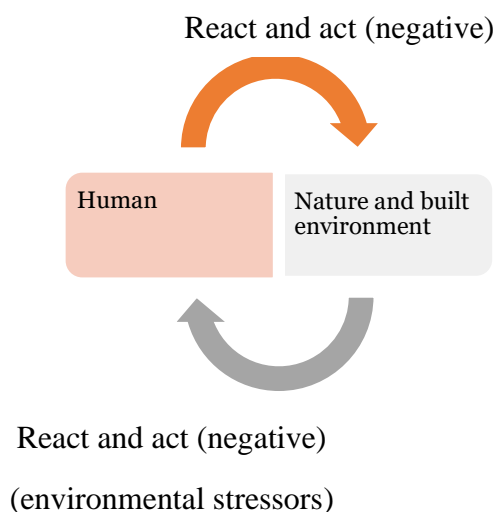 React and act (negative)
Human
Nature and built
environment
React and act (negative)
(environmental stressors)